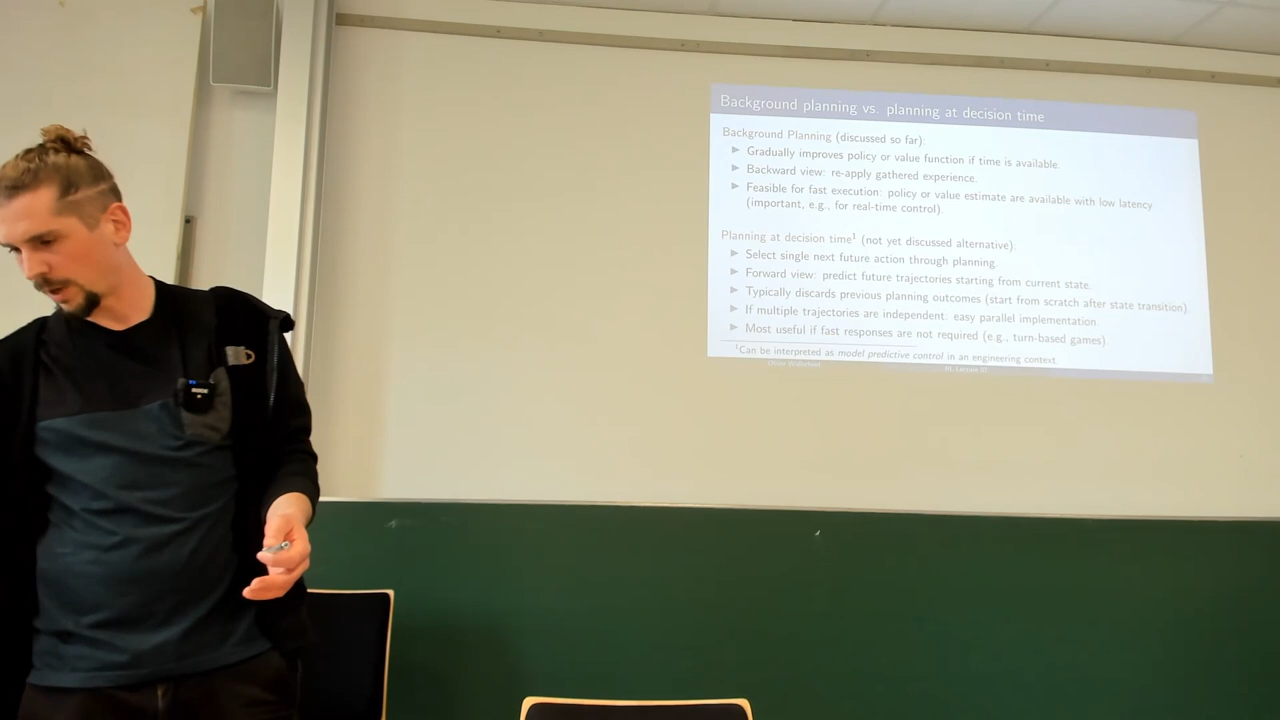 Background planning vs. planning at decision time
Background Planning (discussed so far):
Gradually improves policy or value function if time is available.
Backward view: re-apply gathered experience.
Feasible for fast execution: policy or value estimate are available with low latency
(important, e.g., for real-time control).
Planning at decision time¹ (not yet discussed alternative):
Select single next future action through planning.
Forward view: predict future trajectories starting from current state.
Typically discards previous planning outcomes (start from scratch after state transition).
If multiple trajectories are independent: easy parallel implementation.
Most useful if fast responses are not required (e.g., turn-based games).
¹Can be interpreted as model predictive control in an engineering context.
RL Lecture 07